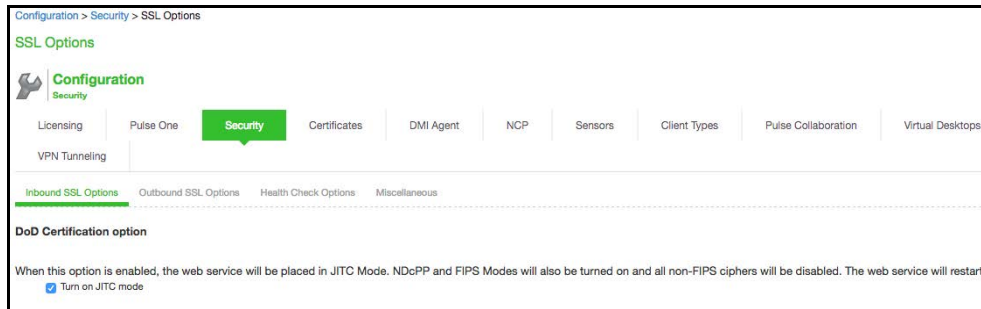 Configuration > Security > SSL Options
SSL Options
Configuration
Security
Licensing Pulse One Security Certificates DMI Agent NCP Sensors Client Types Pulse Collaboration Virtual Desktops
VPN Tunneling
Inbound SSL Options Outbound SSL Options Health Check Options Miscellaneous
DoD Certification option
When this option is enabled, the web service will be placed in JITC Mode. NDcPP and FIPS Modes will also be turned on and all non-FIPS ciphers will be disabled. The web service will restart
Turn on JITC mode